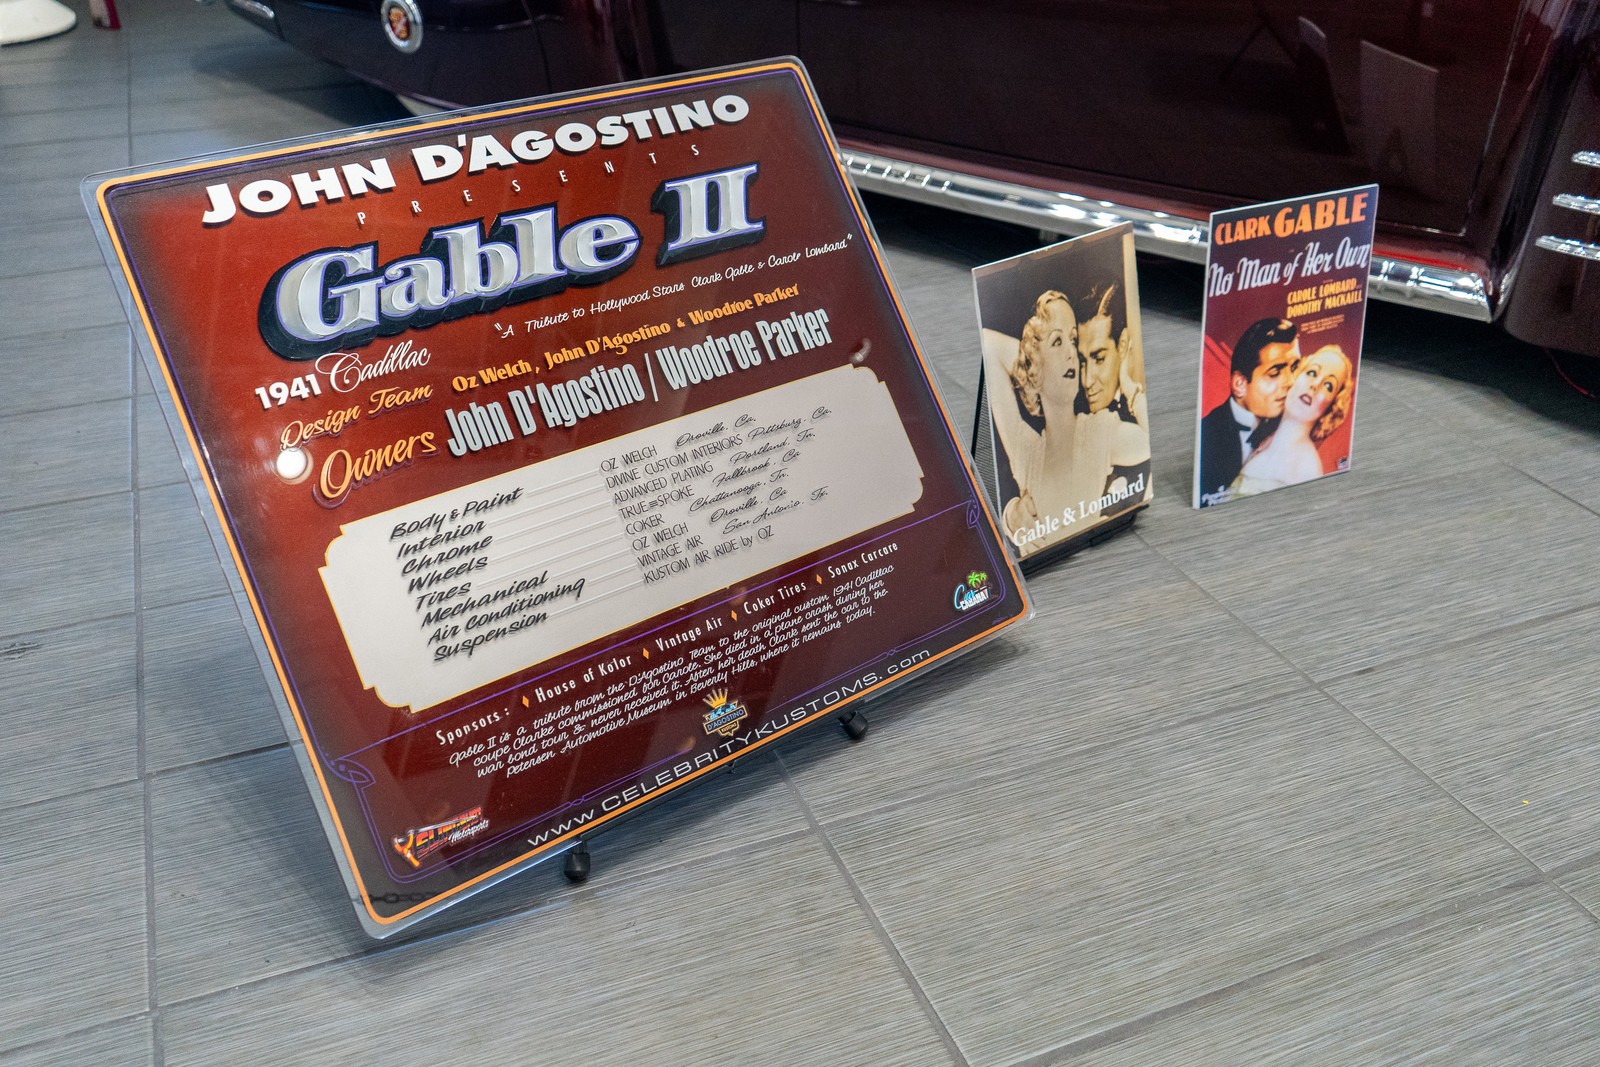 JOHN D'AGOSTINO
PRESENTS
Gable II
"A Tribute to Hollywood Stars Clark Gable & Carole Lombard"
1941 Cadillac
Design Team Oz Welch, John D'Agostino & Woodroe Parker
Owners John D'Agostino / Woodroe Parker
Body & Paint OZ WELCH Oroville, Ca.
Interior DIVINE CUSTOM INTERIORS Pittsburg, Ca.
Chrome ADVANCED PLATING Portland, Tn.
Wheels TRUE=SPOKE Fallbrook, Ca
Tires COKER Chattanooga, Tn.
Mechanical OZ WELCH Oroville, Ca
Air Conditioning VINTAGE AIR San Antonio, Tx.
Suspension KUSTOM AIR RIDE by OZ
Sponsors: ♦ House of Kolor ♦ Vintage Air ♦ Coker Tires ♦ Sonax Carcare
Gable II is a tribute from the D'Agostino Team to the original custom 1941 Cadillac
coupe Clarke commissioned for Carole. She died in a plane crash during her
war bond tour & never received it. After her death Clark sent the car to the
Petersen Automotive Museum in Beverly Hills, where it remains today.
D'AGOSTINO
www.CELEBRITYKUSTOMS.com
Motorsports
Gable & Lombard
CLARK GABLE
No Man of Her Own
CAROLE LOMBARD
DOROTHY MACKAILL